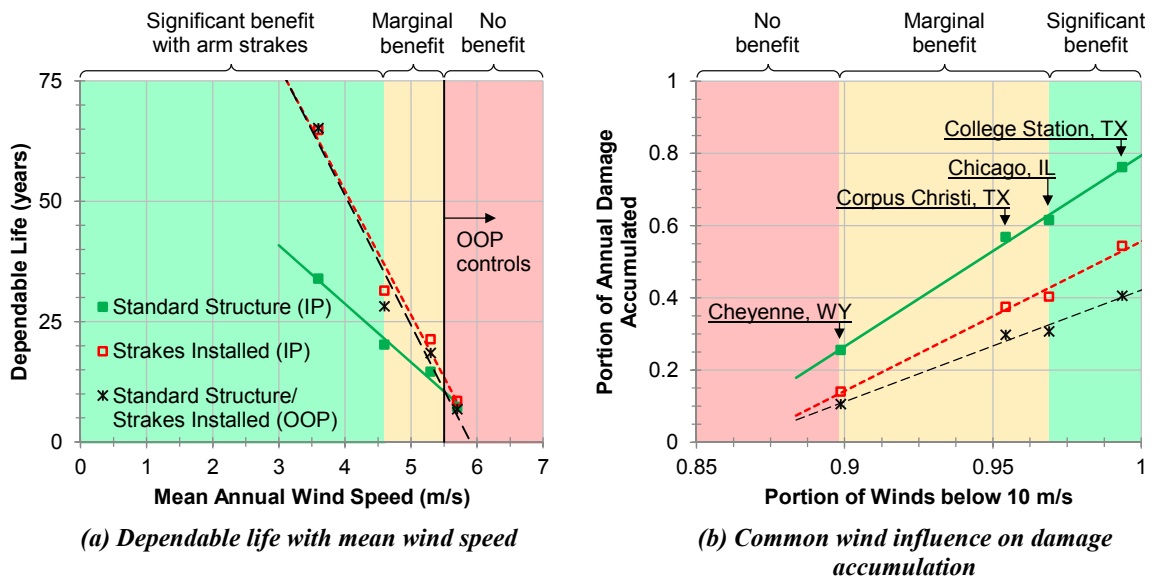 Significant benefit
with arm strakes
Marginal
benefit
No
benefit
75
50
25
0
Dependable Life (years)
OOP
controls
Standard Structure (IP)
Strakes Installed (IP)
Standard Structure/
Strakes Installed (OOP)
0 1 2 3 4 5 6 7
Mean Annual Wind Speed (m/s)
(a) Dependable life with mean wind speed
No
benefit
Marginal
benefit
Significant
benefit
1
0.8
0.6
0.4
0.2
0
Portion of Annual Damage
Accumulated
College Station, TX
Chicago, IL
Corpus Christi, TX
Cheyenne, WY
0.85 0.9 0.95 1
Portion of Winds below 10 m/s
(b) Common wind influence on damage
accumulation